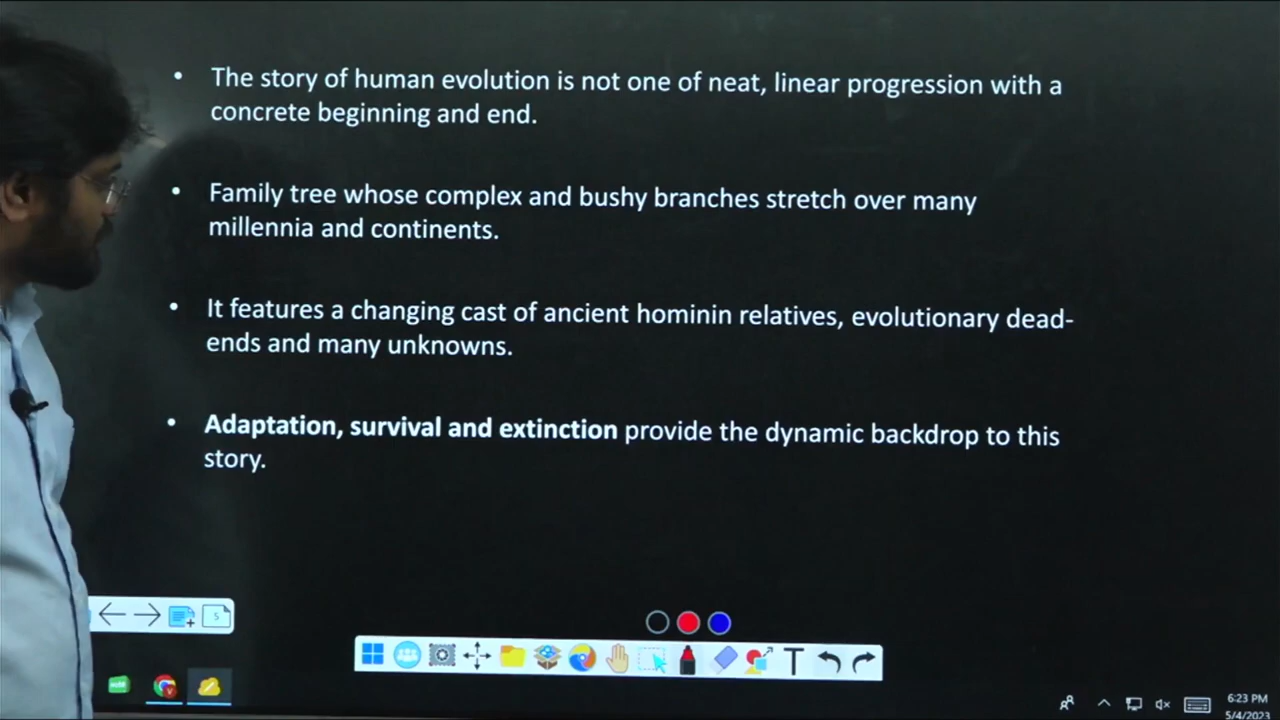 • The story of human evolution is not one of neat, linear progression with a
concrete beginning and end.
• Family tree whose complex and bushy branches stretch over many
millennia and continents.
• It features a changing cast of ancient hominin relatives, evolutionary dead-
ends and many unknowns.
• Adaptation, survival and extinction provide the dynamic backdrop to this
story.
5
T
6:23 PM
5/4/2023